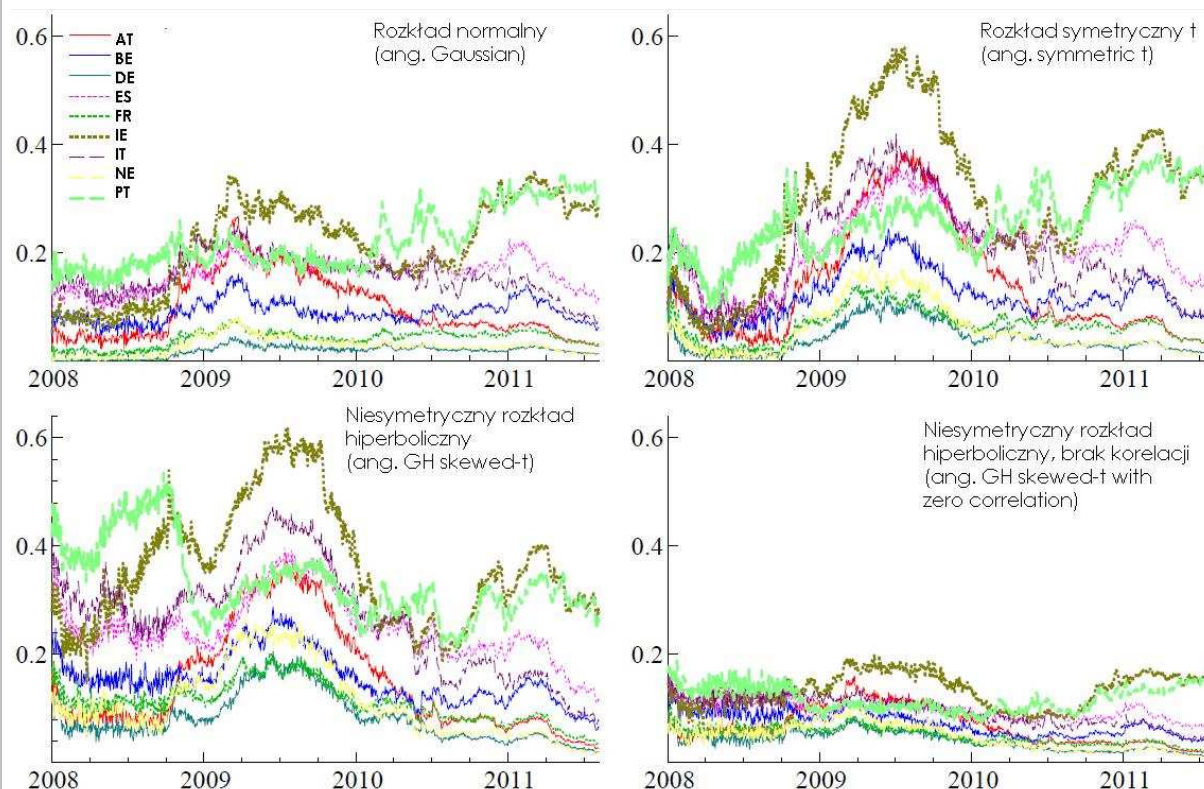 0.6
0.4
0.2
2008 2009 2010 2011
AT
BE
DE
ES
FR
IE
IT
NE
PT
Rozkład normalny
(ang. Gaussian)
0.6
0.4
0.2
2008 2009 2010 2011
Rozkład symetryczny t
(ang. symmetric t)
0.6
0.4
0.2
2008 2009 2010 2011
Niesymetryczny rozkład
hiperboliczny
(ang. GH skewed-t)
0.6
0.4
0.2
2008 2009 2010 2011
Niesymetryczny rozkład
hiperboliczny, brak korelacji
(ang. GH skewed-t with
zero correlation)